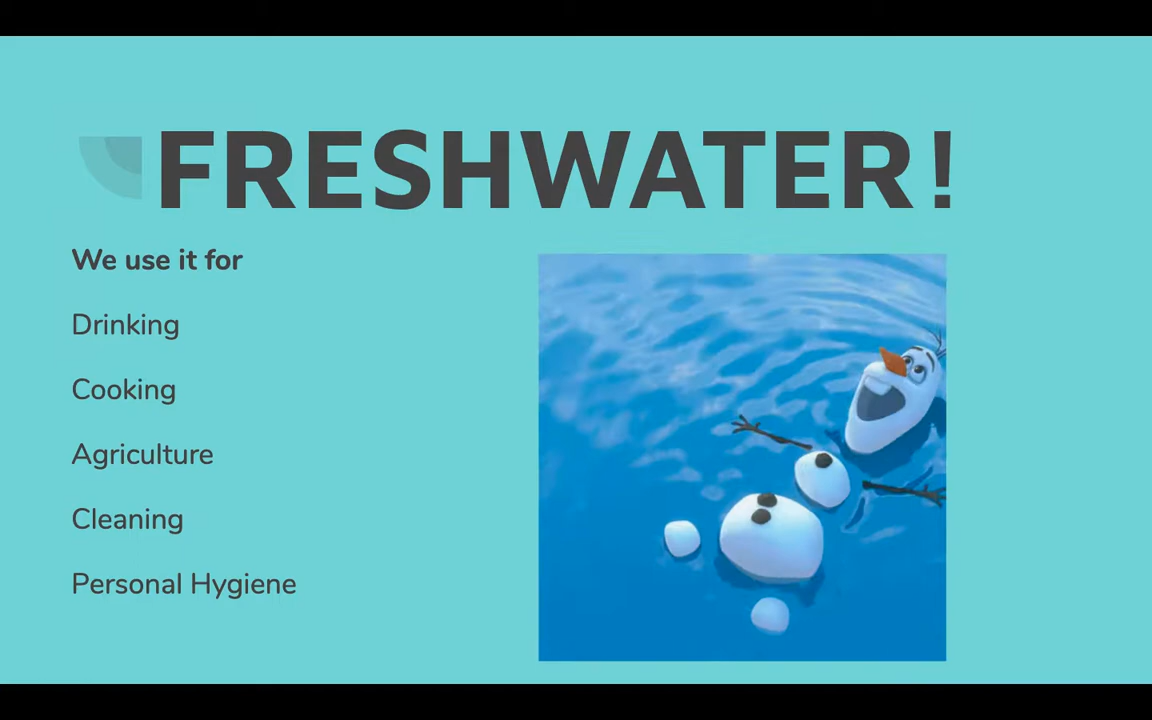 FRESHWATER!
We use it for
Drinking
Cooking
Agriculture
Cleaning
Personal Hygiene